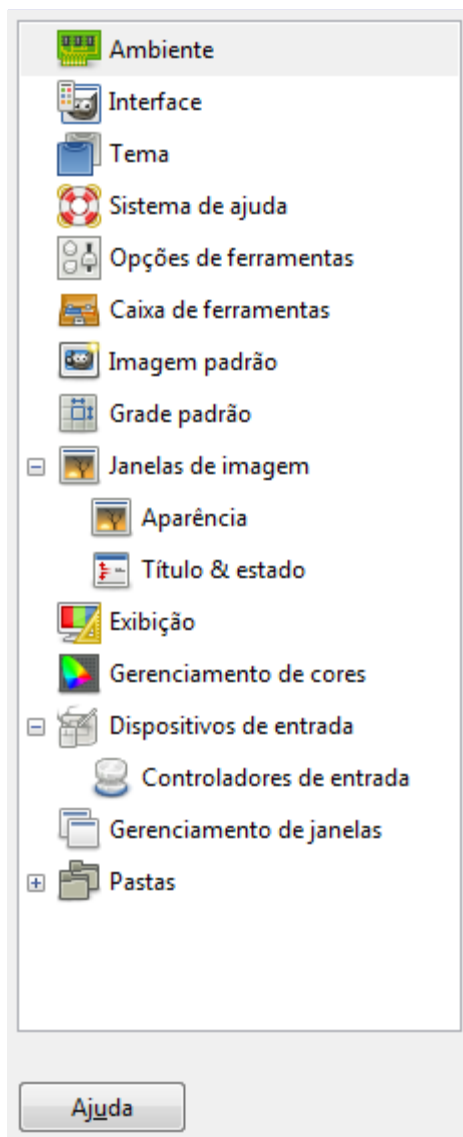 Ambiente
Interface
Tema
Sistema de ajuda
Opções de ferramentas
Caixa de ferramentas
Imagem padrão
Grade padrão
Janelas de imagem
Aparência
Título & estado
Exibição
Gerenciamento de cores
Dispositivos de entrada
Controladores de entrada
Gerenciamento de janelas
Pastas
Ajuda